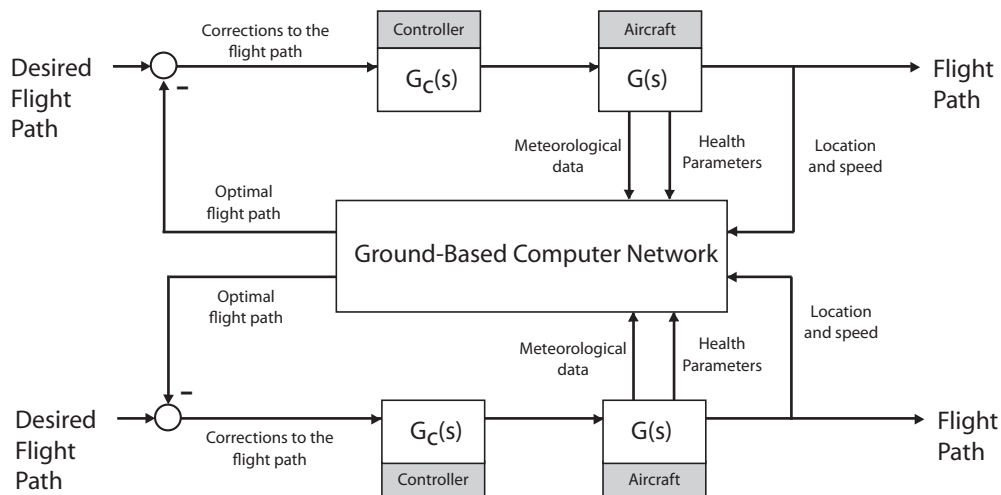 Corrections to the
flight path
Controller
Aircraft
Desired
Flight
Path
G_C(s)
G(s)
Flight
Path
–
Meteorological
data
Health
Parameters
Location
and speed
Optimal
flight path
Ground-Based Computer Network
Optimal
flight path
Location
and speed
Meteorological
data
Health
Parameters
–
Desired
Flight
Path
Corrections to the
flight path
G_C(s)
G(s)
Flight
Path
Controller
Aircraft